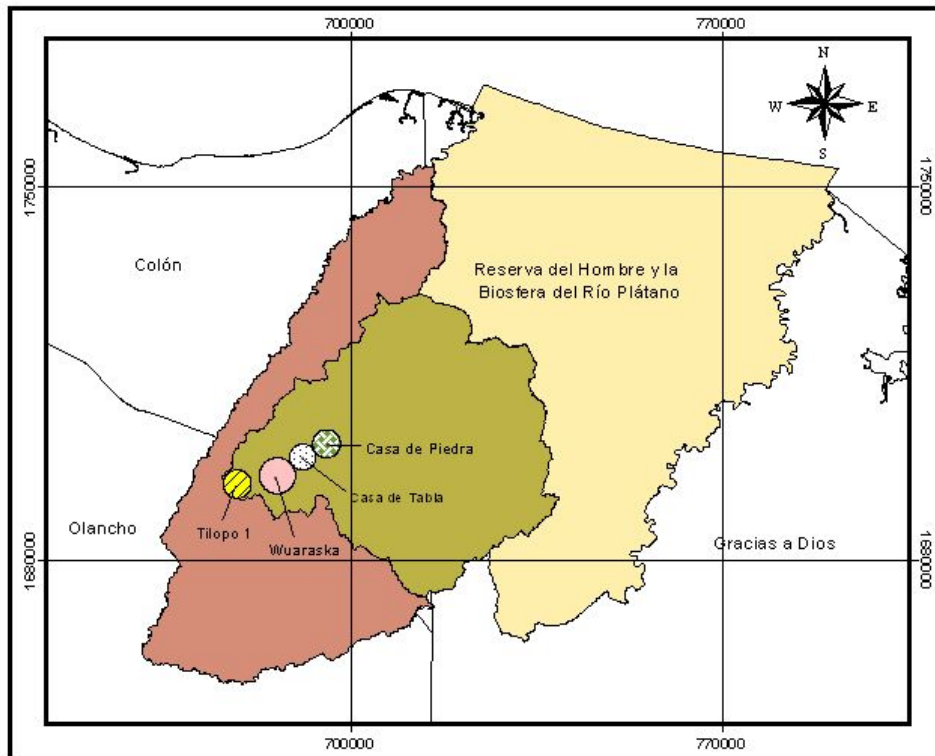 700000
770000
N
W
E
S
1750000
1750000
Reserva del Hombre y la
Biosfera del Río Plátano
Colón
Casa de Piedra
Casa de Tabla
Olancho
Tilopo 1
Wuaraska
Gracias a Dios
1680000
1680000
700000
770000